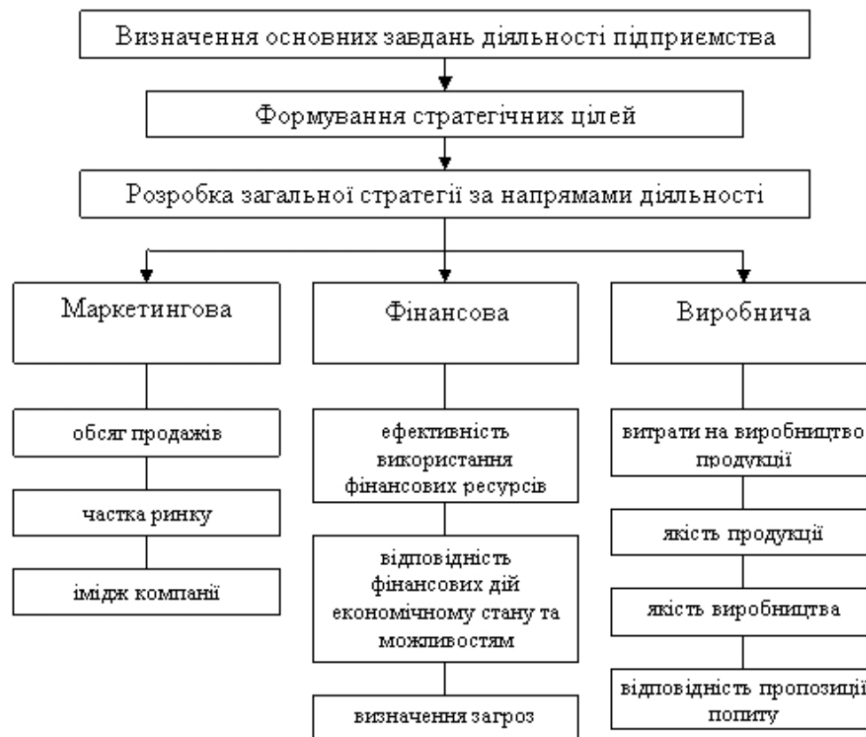 Визначення основних завдань діяльності підприємства
Формування стратегічних цілей
Розробка загальної стратегії за напрямами діяльності
Маркетингова
Фінансова
Виробнича
обсяг продажів
частка ринку
імідж компанії
ефективність
використання
фінансових ресурсів
відповідність
фінансових дій
економічному стану та
можливостям
визначення загроз
витрати на виробництво
продукції
якість продукції
якість виробництва
відповідність пропозиції
попиту